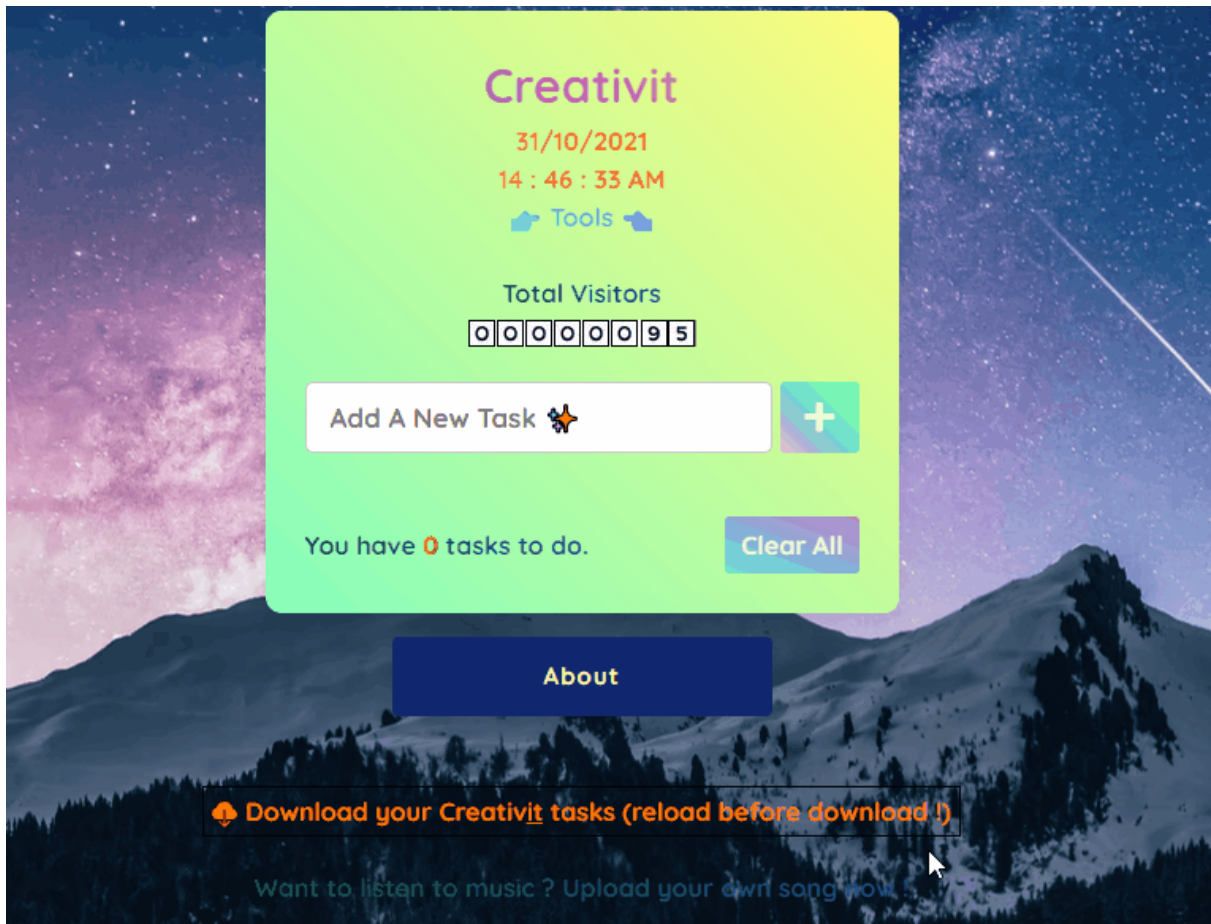 Creativit
31/10/2021
14 : 46 : 33 AM
Tools
Total Visitors
00000095
Add A New Task
You have 0 tasks to do.
Clear All
About
Download your Creativit tasks (reload before download !)
Want to listen to music ? Upload your own song now !